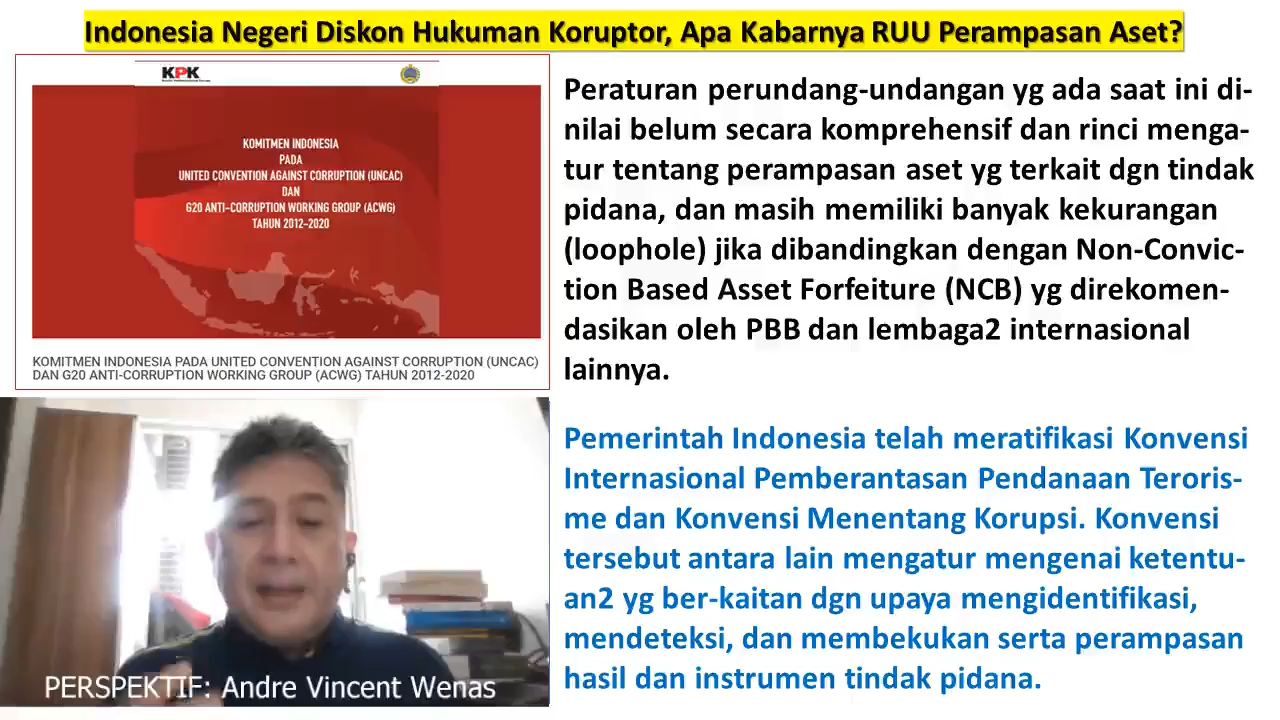 Indonesia Negeri Diskon Hukuman Koruptor, Apa Kabarnya RUU Perampasan Aset?
KPK
KOMITMEN INDONESIA
PADA
UNITED CONVENTION AGAINST CORRUPTION (UNCAC)
DAN
G20 ANTI-CORRUPTION WORKING GROUP (ACWG)
TAHUN 2012-2020
KOMITMEN INDONESIA PADA UNITED CONVENTION AGAINST CORRUPTION (UNCAC)
DAN G20 ANTI-CORRUPTION WORKING GROUP (ACWG) TAHUN 2012-2020
Peraturan perundang-undangan yg ada saat ini di-
nilai belum secara komprehensif dan rinci menga-
tur tentang perampasan aset yg terkait dgn tindak
pidana, dan masih memiliki banyak kekurangan
(loophole) jika dibandingkan dengan Non-Convic-
tion Based Asset Forfeiture (NCB) yg direkomen-
dasikan oleh PBB dan lembaga2 internasional
lainnya.
Pemerintah Indonesia telah meratifikasi Konvensi
Internasional Pemberantasan Pendanaan Teroris-
me dan Konvensi Menentang Korupsi. Konvensi
tersebut antara lain mengatur mengenai ketentu-
an2 yg ber-kaitan dgn upaya mengidentifikasi,
mendeteksi, dan membekukan serta perampasan
hasil dan instrumen tindak pidana.
PERSPEKTIF: Andre Vincent Wenas